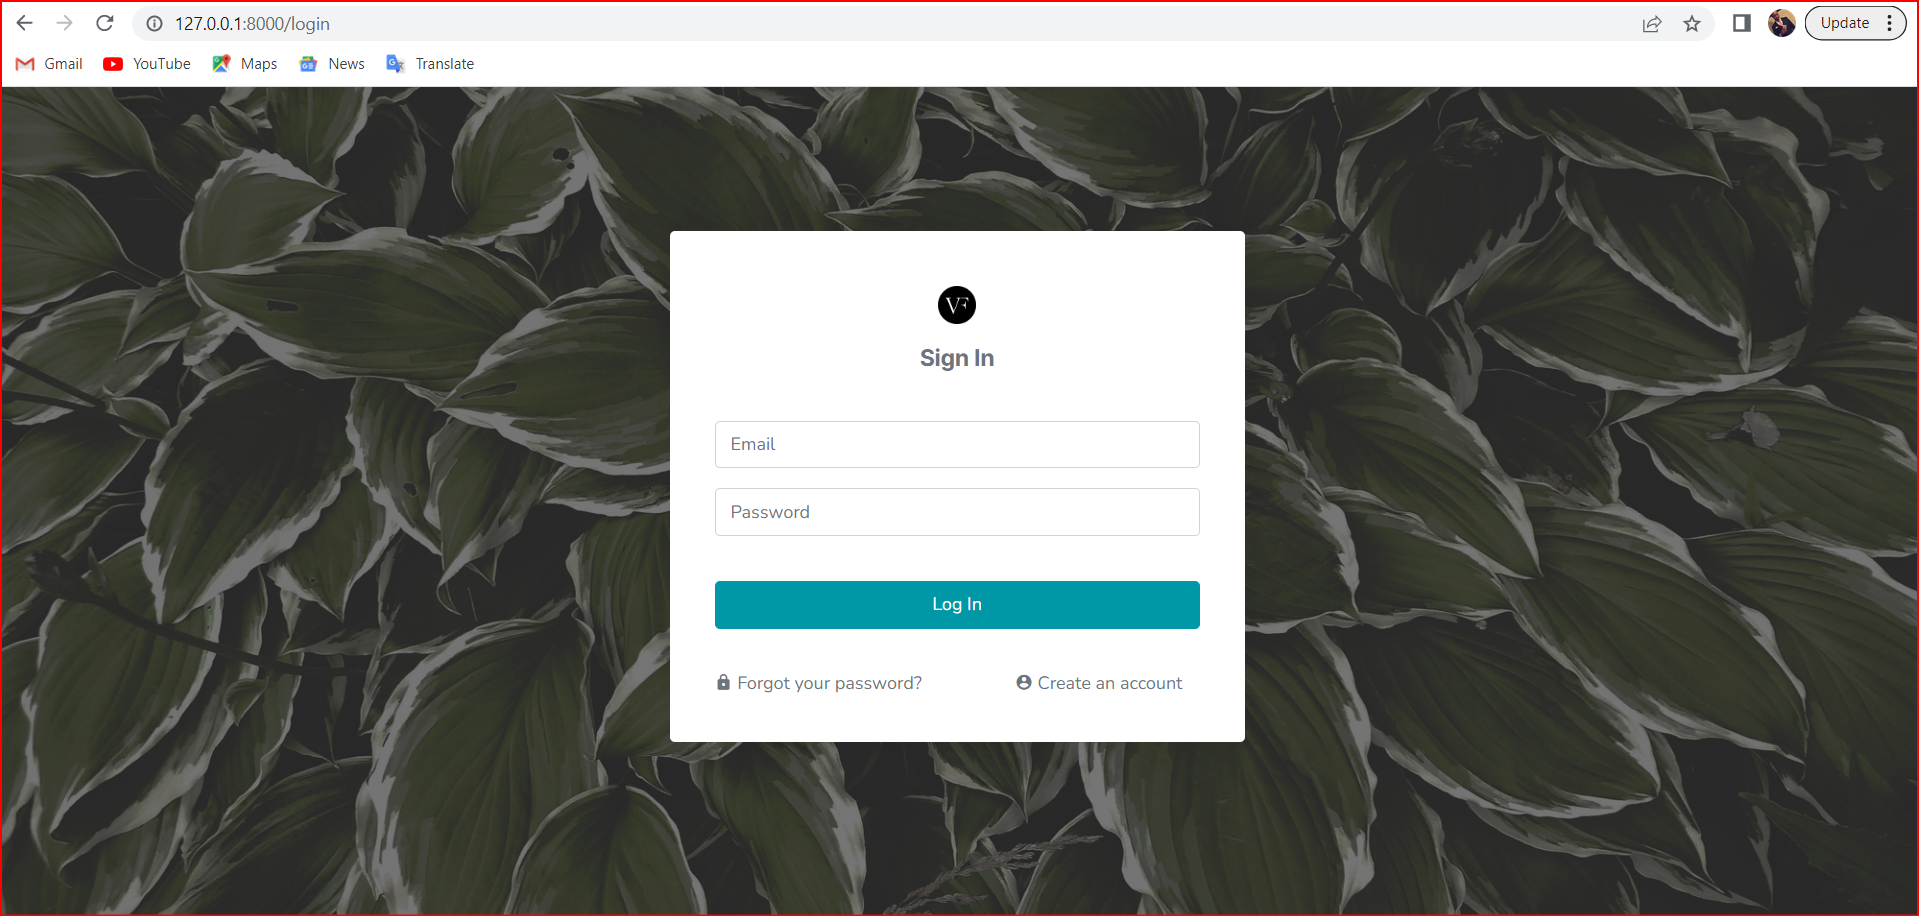 127.0.0.1:8000/login
Update
Gmail YouTube Maps News Translate
VF
Sign In
Email
Password
Log In
Forgot your password? Create an account